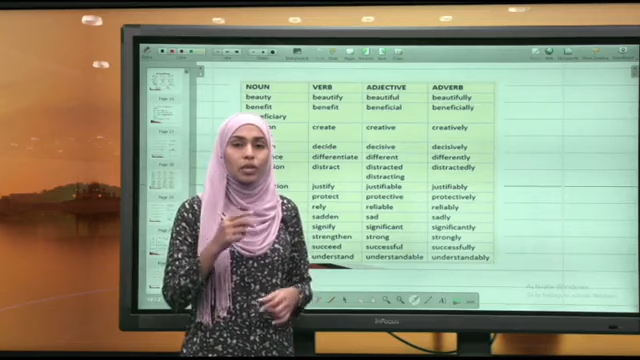 NOUN VERB ADJECTIVE ADVERB
beauty beautify beautiful beautifully
benefit benefit beneficial beneficially
create creative creatively
decide decisive decisively
differentiate different differently
distract distracted distractedly
distracting
justify justifiable justifiably
protect protective protectively
rely reliable reliably
sadden sad sadly
signify significant significantly
strengthen strong strongly
succeed successful successfully
understand understandable understandably
InFocus